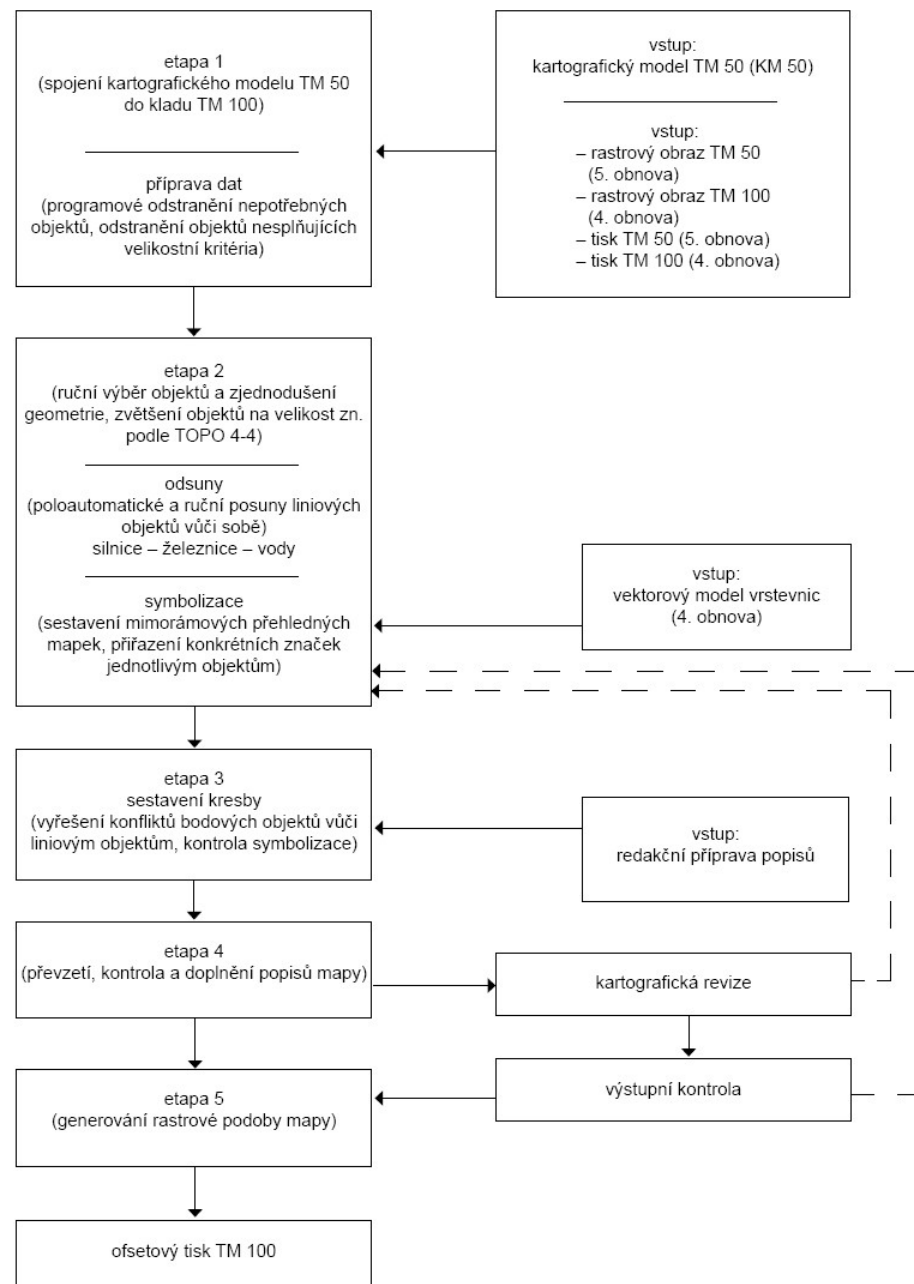 etapa 1
(spojení kartografického modelu TM 50
do kladu TM 100)
příprava dat
(programové odstranění nepotřebných
objektů, odstranění objektů nesplňujících
velikostní kritéria)
vstup:
kartografický model TM 50 (KM 50)
vstup:
– rastrový obraz TM 50
(5. obnova)
– rastrový obraz TM 100
(4. obnova)
– tisk TM 50 (5. obnova)
– tisk TM 100 (4. obnova)
etapa 2
(ruční výběr objektů a zjednodušení
geometrie, zvětšení objektů na velikost zn.
podle TOPO 4-4)
odsuny
(poloautomatické a ruční posuny liniových
objektů vůči sobě)
silnice – železnice – vody
symbolizace
(sestavení mimorámových přehledných
mapek, přiřazení konkrétních značek
jednotlivým objektům)
vstup:
vektorový model vrstevnic
(4. obnova)
etapa 3
sestavení kresby
(vyřešení konfliktů bodových objektů vůči
liniovým objektům, kontrola symbolizace)
vstup:
redakční příprava popisů
etapa 4
(převzetí, kontrola a doplnění popisů mapy)
kartografická revize
výstupní kontrola
etapa 5
(generování rastrové podoby mapy)
ofsetový tisk TM 100